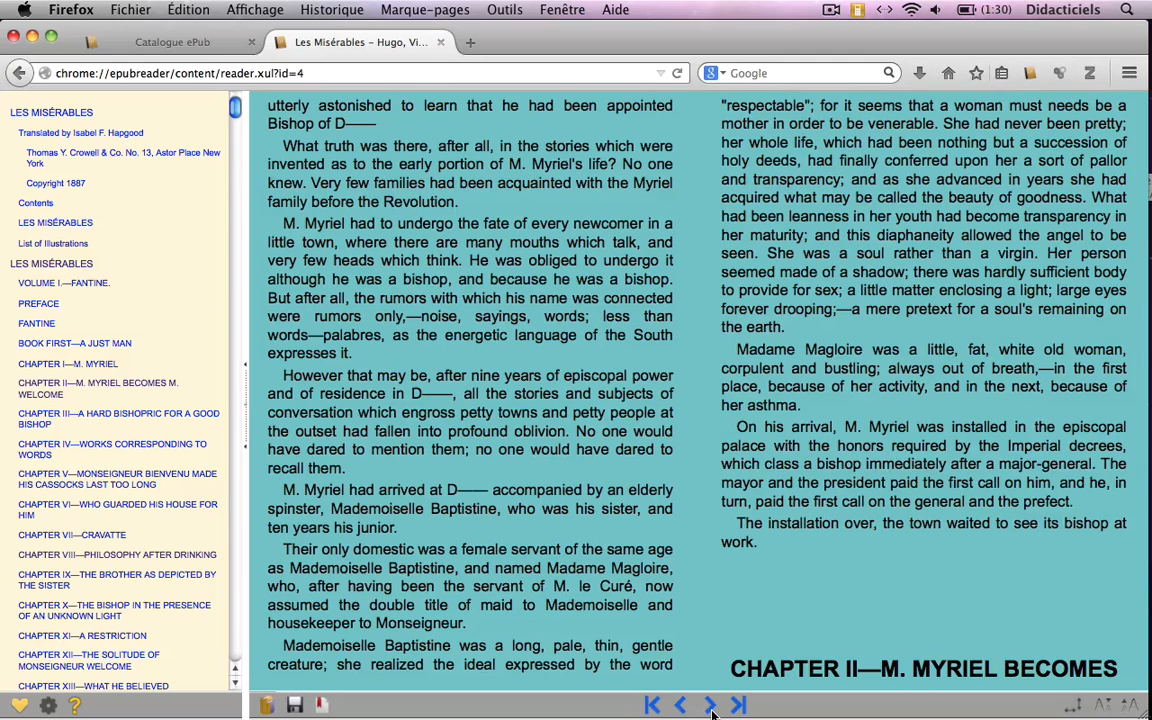 Firefox Fichier Édition Affichage Historique Marque-pages Outils Fenêtre Aide (1:30) Didacticiels
Catalogue ePub
Les Misérables – Hugo, Vi...
chrome://epubreader/content/reader.xul?id=4
Google
LES MISÉRABLES
Translated by Isabel F. Hapgood
Thomas Y. Crowell & Co. No. 13, Astor Place New
York
Copyright 1887
Contents
LES MISÉRABLES
List of Illustrations
LES MISÉRABLES
VOLUME I.—FANTINE.
PREFACE
FANTINE
BOOK FIRST—A JUST MAN
CHAPTER I—M. MYRIEL
CHAPTER II—M. MYRIEL BECOMES M.
WELCOME
CHAPTER III—A HARD BISHOPRIC FOR A GOOD
BISHOP
CHAPTER IV—WORKS CORRESPONDING TO
WORDS
CHAPTER V—MONSEIGNEUR BIENVENU MADE
HIS CASSOCKS LAST TOO LONG
CHAPTER VI—WHO GUARDED HIS HOUSE FOR
HIM
CHAPTER VII—CRAVATTE
CHAPTER VIII—PHILOSOPHY AFTER DRINKING
CHAPTER IX—THE BROTHER AS DEPICTED BY
THE SISTER
CHAPTER X—THE BISHOP IN THE PRESENCE
OF AN UNKNOWN LIGHT
CHAPTER XI—A RESTRICTION
CHAPTER XII—THE SOLITUDE OF
MONSEIGNEUR WELCOME
CHAPTER XIII—WHAT HE BELIEVED
utterly astonished to learn that he had been appointed
Bishop of D——
What truth was there, after all, in the stories which were
invented as to the early portion of M. Myriel's life? No one
knew. Very few families had been acquainted with the Myriel
family before the Revolution.
M. Myriel had to undergo the fate of every newcomer in a
little town, where there are many mouths which talk, and
very few heads which think. He was obliged to undergo it
although he was a bishop, and because he was a bishop.
But after all, the rumors with which his name was connected
were rumors only,—noise, sayings, words; less than
words—palabres, as the energetic language of the South
expresses it.
However that may be, after nine years of episcopal power
and of residence in D——, all the stories and subjects of
conversation which engross petty towns and petty people at
the outset had fallen into profound oblivion. No one would
have dared to mention them; no one would have dared to
recall them.
M. Myriel had arrived at D—— accompanied by an elderly
spinster, Mademoiselle Baptistine, who was his sister, and
ten years his junior.
Their only domestic was a female servant of the same age
as Mademoiselle Baptistine, and named Madame Magloire,
who, after having been the servant of M. le Curé, now
assumed the double title of maid to Mademoiselle and
housekeeper to Monseigneur.
Mademoiselle Baptistine was a long, pale, thin, gentle
creature; she realized the ideal expressed by the word
"respectable"; for it seems that a woman must needs be a
mother in order to be venerable. She had never been pretty;
her whole life, which had been nothing but a succession of
holy deeds, had finally conferred upon her a sort of pallor
and transparency; and as she advanced in years she had
acquired what may be called the beauty of goodness. What
had been leanness in her youth had become transparency in
her maturity; and this diaphaneity allowed the angel to be
seen. She was a soul rather than a virgin. Her person
seemed made of a shadow; there was hardly sufficient body
to provide for sex; a little matter enclosing a light; large eyes
forever drooping;—a mere pretext for a soul's remaining on
the earth.
Madame Magloire was a little, fat, white old woman,
corpulent and bustling; always out of breath,—in the first
place, because of her activity, and in the next, because of
her asthma.
On his arrival, M. Myriel was installed in the episcopal
palace with the honors required by the Imperial decrees,
which class a bishop immediately after a major-general. The
mayor and the president paid the first call on him, and he, in
turn, paid the first call on the general and the prefect.
The installation over, the town waited to see its bishop at
work.
CHAPTER II—M. MYRIEL BECOMES